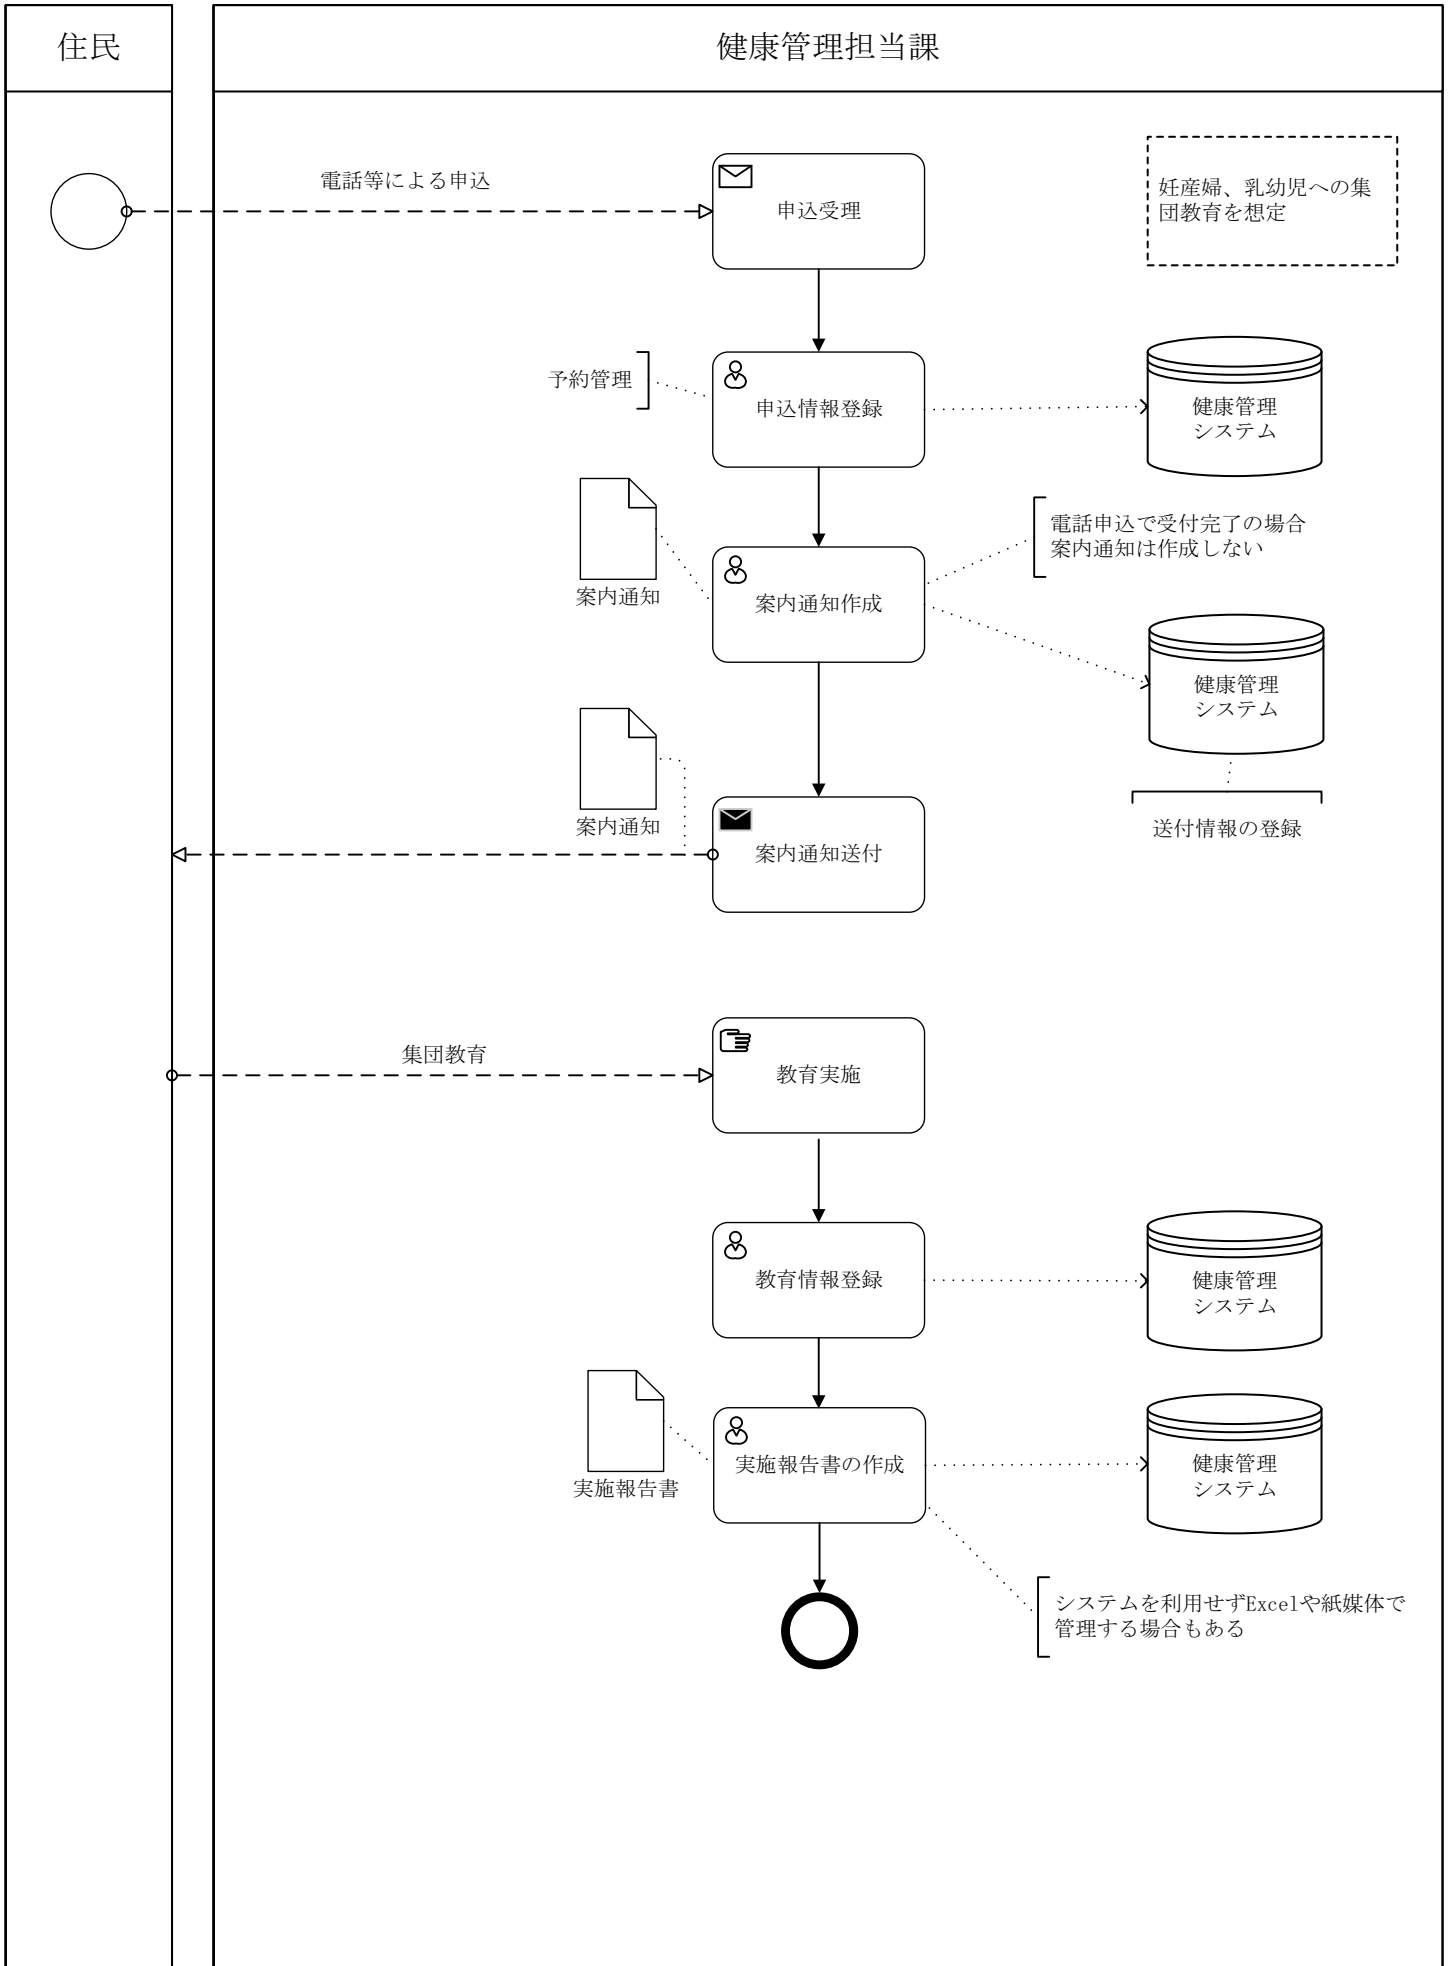 住民
健康管理担当課
電話等による申込
申込受理
妊産婦、乳幼児への集
団教育を想定
予約管理
申込情報登録
健康管理
システム
電話申込で受付完了の場合
案内通知は作成しない
案内通知
案内通知作成
健康管理
システム
案内通知
案内通知送付
送付情報の登録
集団教育
教育実施
教育情報登録
健康管理
システム
実施報告書
実施報告書の作成
健康管理
システム
システムを利用せずExcelや紙媒体で
管理する場合もある